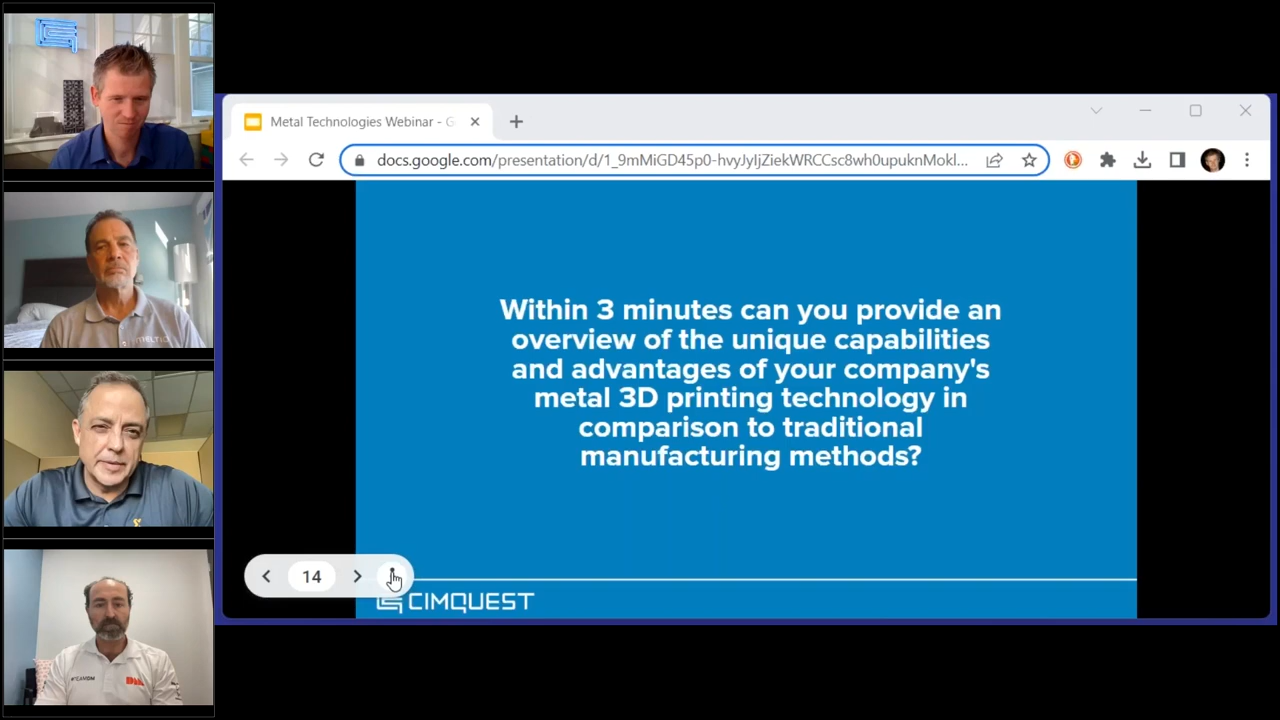 Metal Technologies Webinar - G
docs.google.com/presentation/d/1_9mMiGD45p0-hvyJyIjZiekWRCCsc8wh0upuknMokl...
Within 3 minutes can you provide an
overview of the unique capabilities
and advantages of your company's
metal 3D printing technology in
comparison to traditional
manufacturing methods?
14
CIMQUEST
MELTIO